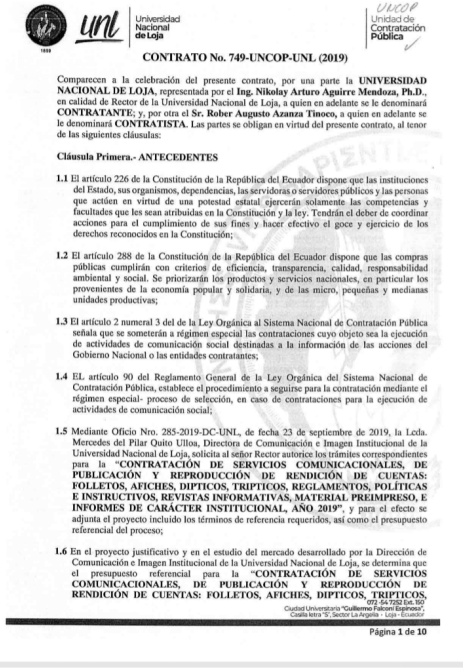 1859
unl
Universidad
Nacional
de Loja
UNCOP
Unidad de
Contratación
Pública
CONTRATO No. 749-UNCOP-UNL (2019)
Comparecen a la celebración del presente contrato, por una parte la UNIVERSIDAD
NACIONAL DE LOJA, representada por el Ing. Nikolay Arturo Aguirre Mendoza, Ph.D.,
en calidad de Rector de la Universidad Nacional de Loja, a quien en adelante se le denominará
CONTRATANTE; y, por otra el Sr. Rober Augusto Azanza Tinoco, a quien en adelante se
le denominará CONTRATISTA. Las partes se obligan en virtud del presente contrato, al tenor
de las siguientes cláusulas:
Cláusula Primera.- ANTECEDENTES
1.1 El artículo 226 de la Constitución de la República del Ecuador dispone que las instituciones
del Estado, sus organismos, dependencias, las servidoras o servidores públicos y las personas
que actúen en virtud de una potestad estatal ejercerán solamente las competencias y
facultades que les sean atribuidas en la Constitución y la ley. Tendrán el deber de coordinar
acciones para el cumplimiento de sus fines y hacer efectivo el goce y ejercicio de los
derechos reconocidos en la Constitución;
1.2 El artículo 288 de la Constitución de la República del Ecuador dispone que las compras
públicas cumplirán con criterios de eficiencia, transparencia, calidad, responsabilidad
ambiental y social. Se priorizarán los productos y servicios nacionales, en particular los
provenientes de la economía popular y solidaria, y de las micro, pequeñas y medianas
unidades productivas;
1.3 El artículo 2 numeral 3 del de la Ley Orgánica al Sistema Nacional de Contratación Pública
señala que se someterán a régimen especial las contrataciones cuyo objeto sea la ejecución
de actividades de comunicación social destinadas a la información de las acciones del
Gobierno Nacional o las entidades contratantes;
1.4 EL artículo 90 del Reglamento General de la Ley Orgánica del Sistema Nacional de
Contratación Pública, establece el procedimiento a seguirse para la contratación mediante el
régimen especial- proceso de selección, en caso de contrataciones para la ejecución de
actividades de comunicación social;
1.5 Mediante Oficio Nro. 285-2019-DC-UNL, de fecha 23 de septiembre de 2019, la Lcda.
Mercedes del Pilar Quito Ulloa, Directora de Comunicación e Imagen Institucional de la
Universidad Nacional de Loja, solicita al señor Rector autorice los trámites correspondientes
para la “CONTRATACIÓN DE SERVICIOS COMUNICACIONALES, DE
PUBLICACIÓN Y REPRODUCCIÓN DE RENDICIÓN DE CUENTAS:
FOLLETOS, AFICHES, DIPTICOS, TRIPTICOS, REGLAMENTOS, POLÍTICAS
E INSTRUCTIVOS, REVISTAS INFORMATIVAS, MATERIAL PREIMPRESO, E
INFORMES DE CARÁCTER INSTITUCIONAL, AÑO 2019”, y para el efecto se
adjunta el proyecto incluido los términos de referencia requeridos, así como el presupuesto
referencial del proceso;
1.6 En el proyecto justificativo y en el estudio del mercado desarrollado por la Dirección de
Comunicación e Imagen Institucional de la Universidad Nacional de Loja, se determina que
el presupuesto referencial para la “CONTRATACIÓN DE SERVICIOS
COMUNICACIONALES, DE PUBLICACIÓN Y REPRODUCCIÓN DE
RENDICIÓN DE CUENTAS: FOLLETOS, AFICHES, DIPTICOS, TRIPTICOS,
072 -54 7252 Ext. 150
Ciudad Universitaria "Guillermo Falconí Espinosa",
Casilla letra "S", Sector La Argelia - Loja - Ecuador
Página 1 de 10